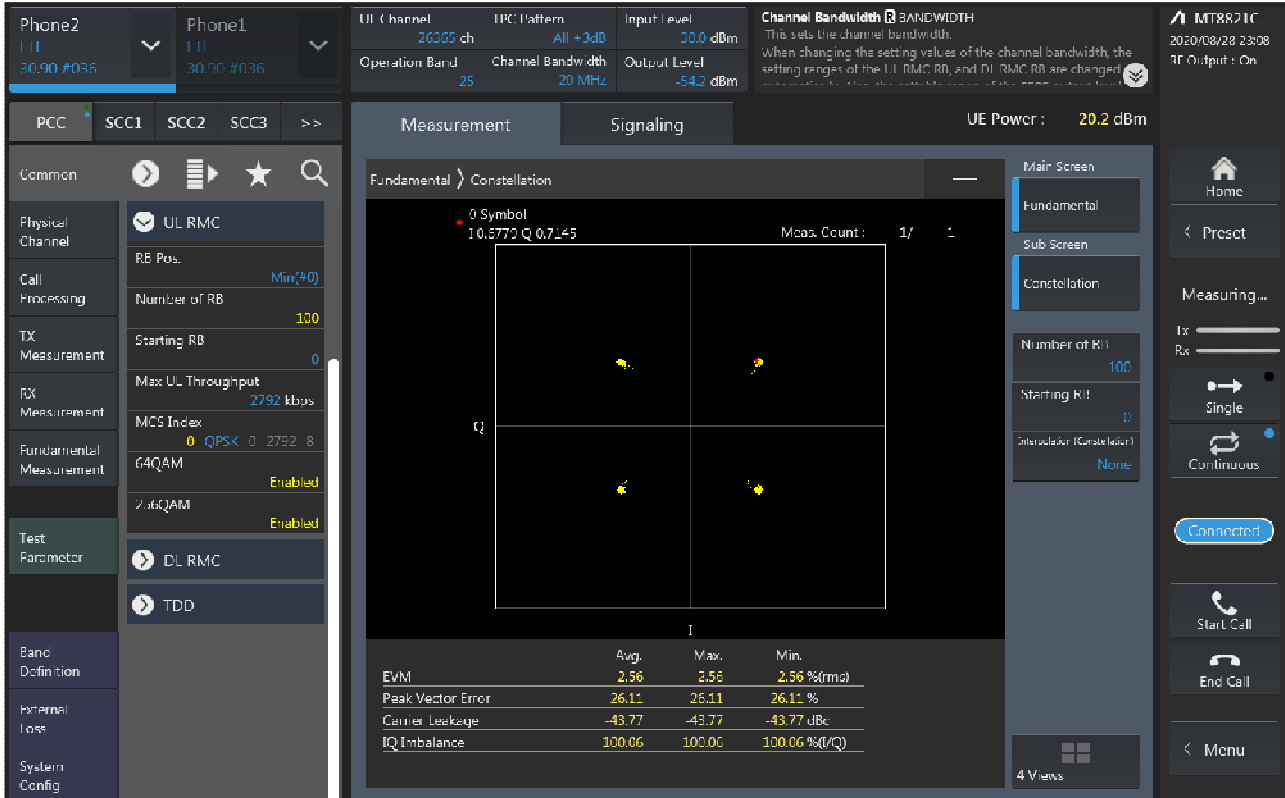 Phone2
30.90 #036
Phone1
30.90 #036
UL Channel
26365 ch
TPC Pattern
All +3dB
Input Level
30.0 dBm
Operation Band
25
Channel Bandwidth
20 MHz
Output Level
-54.2 dBm
Channel Bandwidth R BANDWIDTH
This sets the channel bandwidth.
When changing the setting values of the channel bandwidth, the
setting ranges of the UL RMC RB, and DL RMC RB are changed
MT8821C
2020/08/28 23:08
RF Output : On
PCC SCC1 SCC2 SCC3 >>
Measurement
Signaling
UE Power : 20.2 dBm
Common
Physical
Channel
Call
Processing
TX
Measurement
RX
Measurement
Fundamental
Measurement
Test
Parameter
Band
Definition
External
Loss
System
Config
UL RMC
RB Pos.
Min(#0)
Number of RB
100
Starting RB
0
Max UL Throughput
2792 kbps
MCS Index
0 QPSK 0 2792 8
64QAM
Enabled
256QAM
Enabled
DL RMC
TDD
Fundamental 〉 Constellation
0 Symbol
I 0.6779 Q 0.7145
Meas. Count : 1/ 1
Q
I
Avg. Max. Min.
EVM 2.56 2.56 2.56 %(rms)
Peak Vector Error 26.11 26.11 26.11 %
Carrier Leakage -43.77 -43.77 -43.77 dBc
IQ Imbalance 100.06 100.06 100.06 %(I/Q)
Main Screen
Fundamental
Sub Screen
Constellation
Number of RB
100
Starting RB
0
Interpolation (Constellation)
None
4 Views
Home
< Preset
Measuring...
Tx
Rx
Single
Continuous
Connected
Start Call
End Call
< Menu